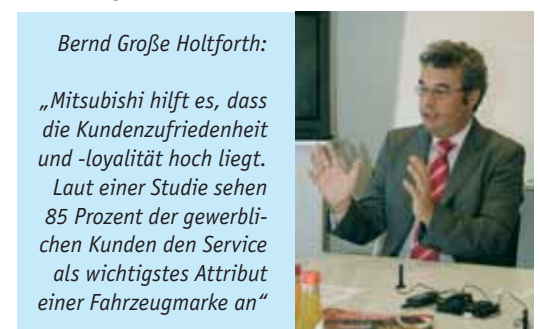 Bernd Große Holtforth:
„Mitsubishi hilft es, dass
die Kundenzufriedenheit
und -loyalität hoch liegt.
Laut einer Studie sehen
85 Prozent der gewerbli-
chen Kunden den Service
als wichtigstes Attribut
einer Fahrzeugmarke an“